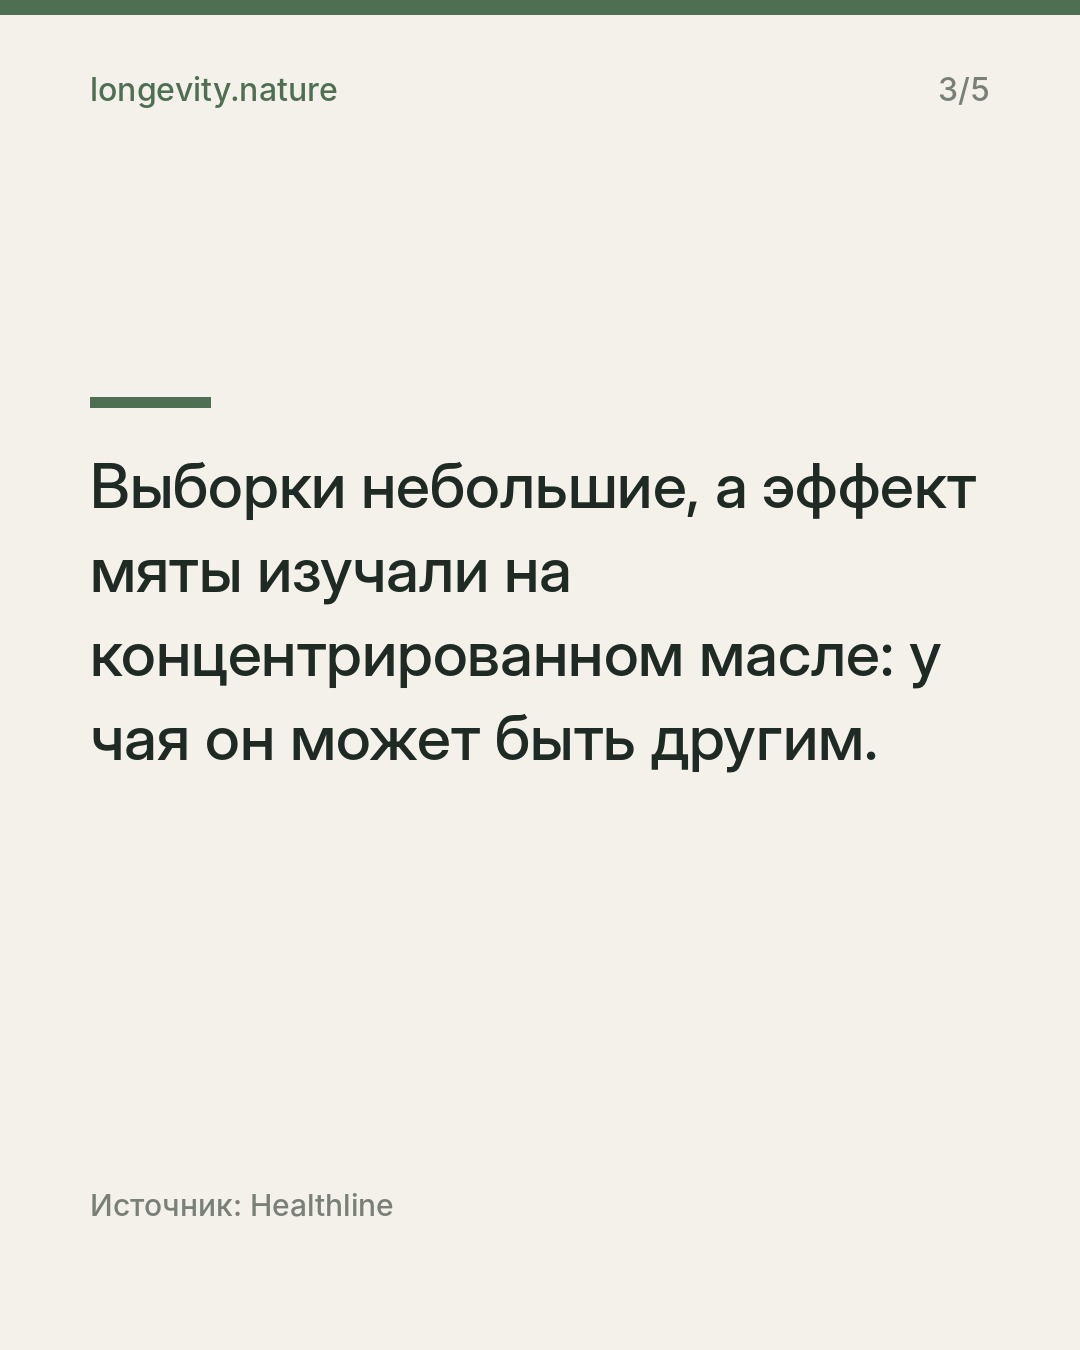 longevity.nature
3/5
Выборки небольшие, а эффект
мяты изучали на
концентрированном масле: у
чая он может быть другим.
Источник: Healthline